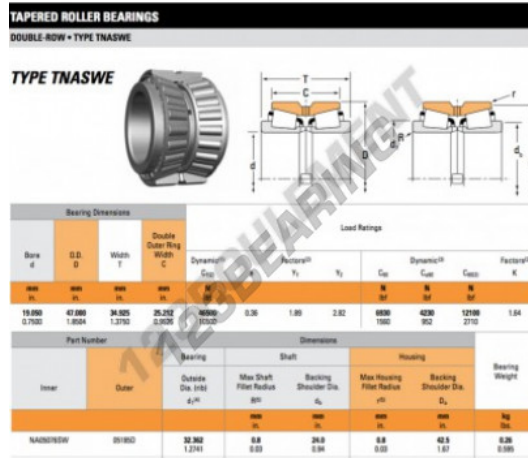 TAPERED ROLLER BEARINGS
DOUBLE-ROW • TYPE TNASWE
TYPE TNASWE
T
C
r
D
d
Bearing Dimensions
Load Ratings
Bore
d
O.D.
D
Width
T
Double
Outer Ring
Width
C
Dynamic
Factors
Y1
Y2
Dynamic
Factors
K
mm
mm
mm
mm
N
N
N
N
in.
in.
in.
in.
lbf
lbf
lbf
lbf
19.050
47.000
34.925
25.212
46500
0.36
1.89
2.82
6930
4230
12100
1.64
0.7500
1.8504
1.3750
10500
1560
952
2710
Part Number
Dimensions
Bearing
Shaft
Housing
Bearing
Weight
Inner
Outer
Outside
Dia. (rib)
Max Shaft
Fillet Radius
Backing
Shoulder Dia.
Max Housing
Fillet Radius
Backing
Shoulder Dia.
mm
mm
mm
mm
kg
in.
in.
in.
in.
lbs.
NA05076SW
05185D
32.362
0.8
24.0
0.8
42.5
0.26
1.2741
0.03
0.94
0.03
1.67
0.595